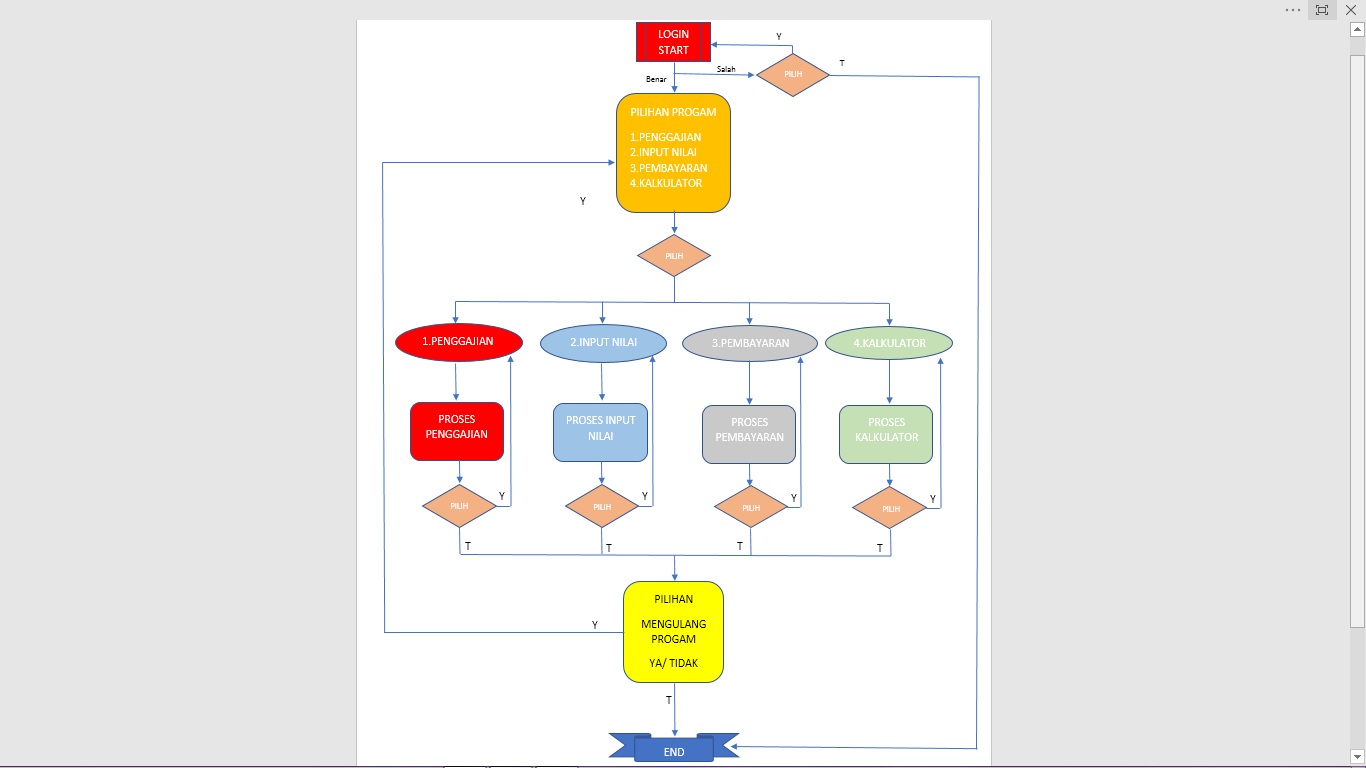 LOGIN
START
Y
Salah
PILIH
T
Benar
PILIHAN PROGAM
1.PENGGAJIAN
2.INPUT NILAI
3.PEMBAYARAN
4.KALKULATOR
Y
PILIH
1.PENGGAJIAN
2.INPUT NILAI
3.PEMBAYARAN
4.KALKULATOR
PROSES
PENGGAJIAN
PROSES INPUT
NILAI
PROSES
PEMBAYARAN
PROSES
KALKULATOR
PILIH
Y
PILIH
Y
PILIH
Y
PILIH
Y
T
T
T
T
PILIHAN
MENGULANG
PROGAM
YA/ TIDAK
Y
T
END